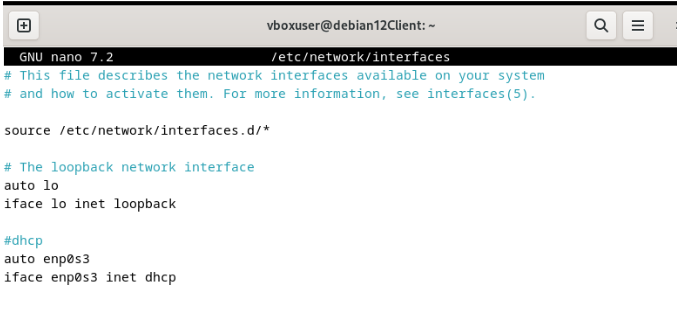 vboxuser@debian12Client: ~
GNU nano 7.2 /etc/network/interfaces
# This file describes the network interfaces available on your system
# and how to activate them. For more information, see interfaces(5).
source /etc/network/interfaces.d/*
# The loopback network interface
auto lo
iface lo inet loopback
#dhcp
auto enp0s3
iface enp0s3 inet dhcp